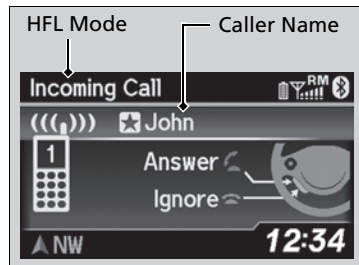 HFL Mode Caller Name
Incoming Call RM
John
1
Answer
Ignore
NW 12:34